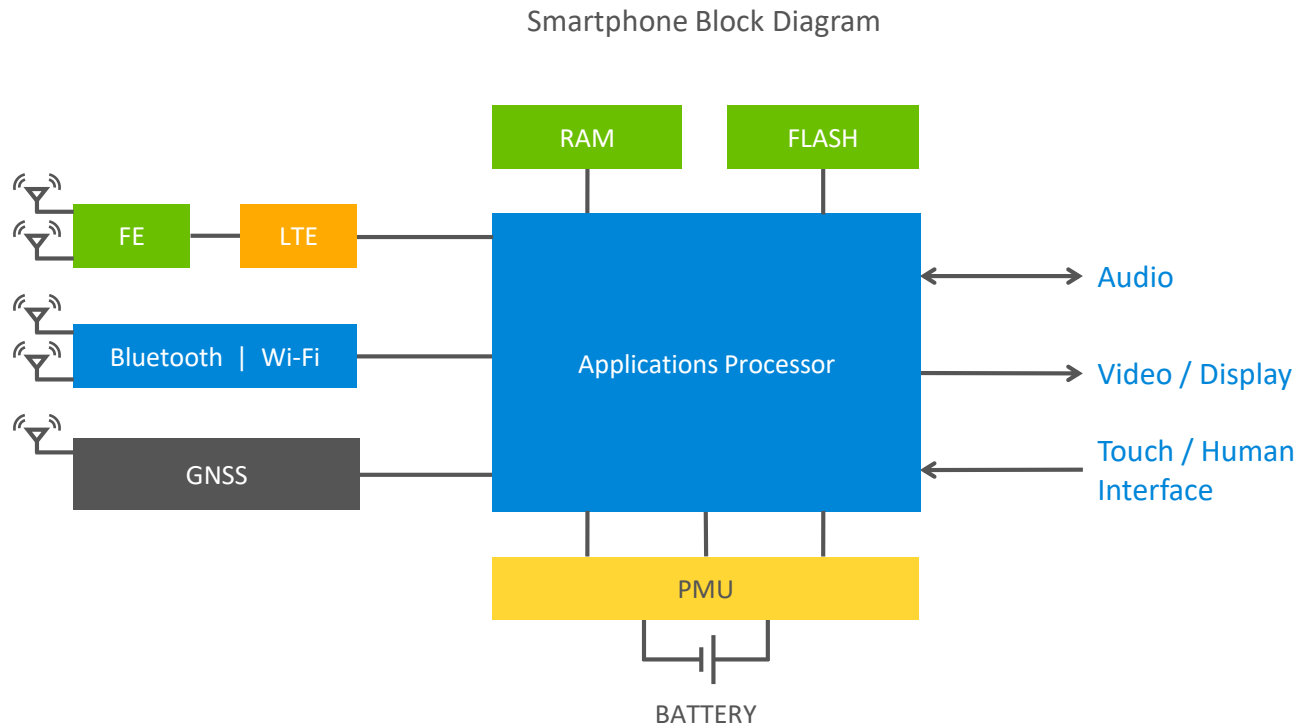 Smartphone Block Diagram
RAM
FLASH
FE
LTE
Audio
Bluetooth | Wi-Fi
Applications Processor
Video / Display
GNSS
Touch / Human
Interface
PMU
BATTERY